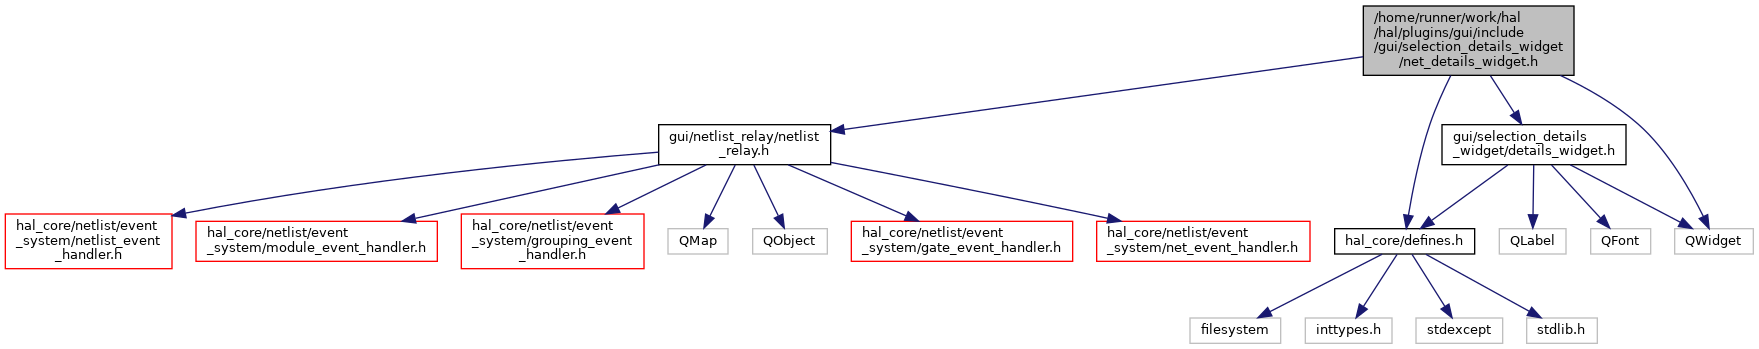 /home/runner/work/hal
/hal/plugins/gui/include
/gui/selection_details_widget
/net_details_widget.h
gui/netlist_relay/netlist
_relay.h
gui/selection_details
_widget/details_widget.h
hal_core/netlist/event
_system/netlist_event
_handler.h
hal_core/netlist/event
_system/module_event_handler.h
hal_core/netlist/event
_system/grouping_event
_handler.h
QMap
QObject
hal_core/netlist/event
_system/gate_event_handler.h
hal_core/netlist/event
_system/net_event_handler.h
hal_core/defines.h
QLabel
QFont
QWidget
filesystem
inttypes.h
stdexcept
stdlib.h